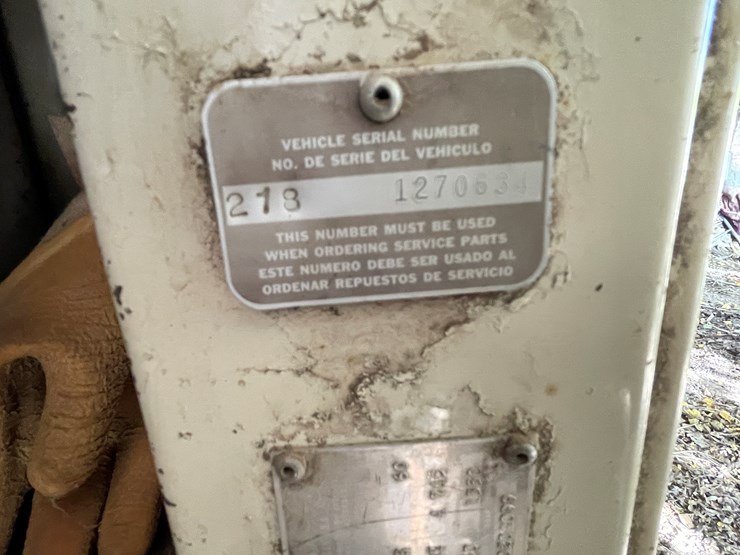 VEHICLE SERIAL NUMBER
NO. DE SERIE DEL VEHICULO
218 1270634
THIS NUMBER MUST BE USED
WHEN ORDERING SERVICE PARTS
ESTE NUMERO DEBE SER USADO AL
ORDENAR REPUESTOS DE SERVICIO